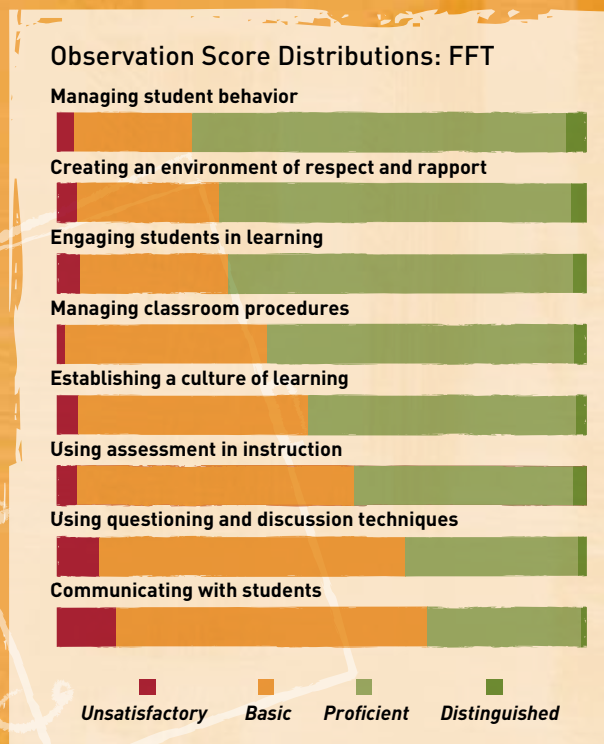 Observation Score Distributions: FFT
Managing student behavior
Creating an environment of respect and rapport
Engaging students in learning
Managing classroom procedures
Establishing a culture of learning
Using assessment in instruction
Using questioning and discussion techniques
Communicating with students
Unsatisfactory Basic Proficient Distinguished